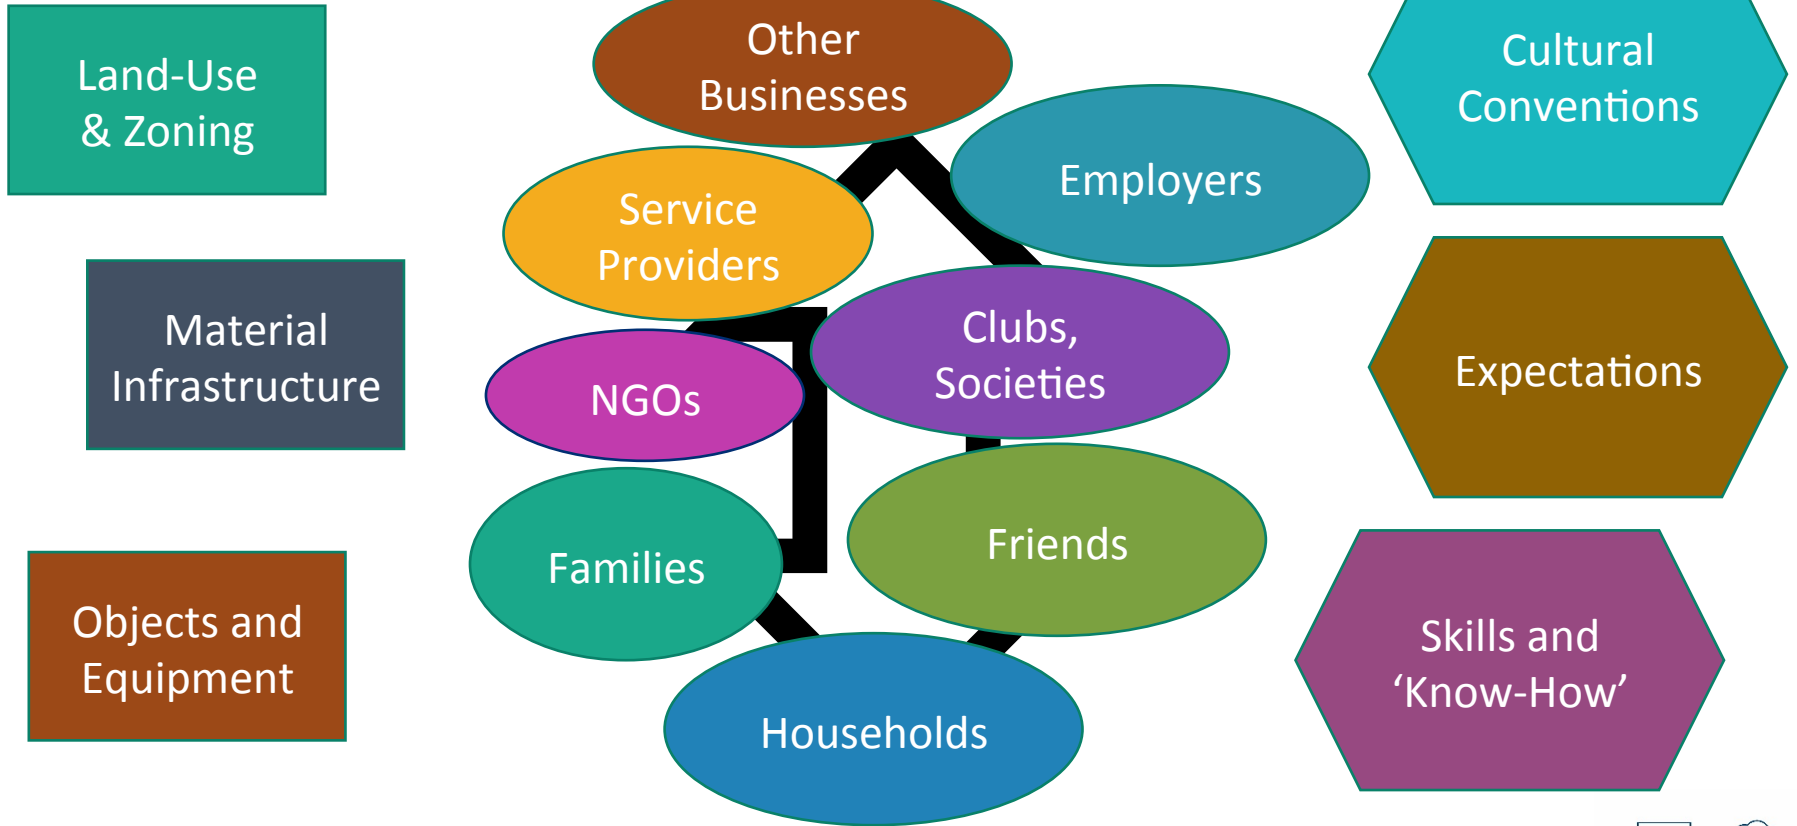 Land-Use
& Zoning
Material
Infrastructure
Objects and
Equipment
Other
Businesses
Employers
Service
Providers
Clubs,
Societies
NGOs
Friends
Families
Households
Cultural
Conventions
Expectations
Skills and
‘Know-How’